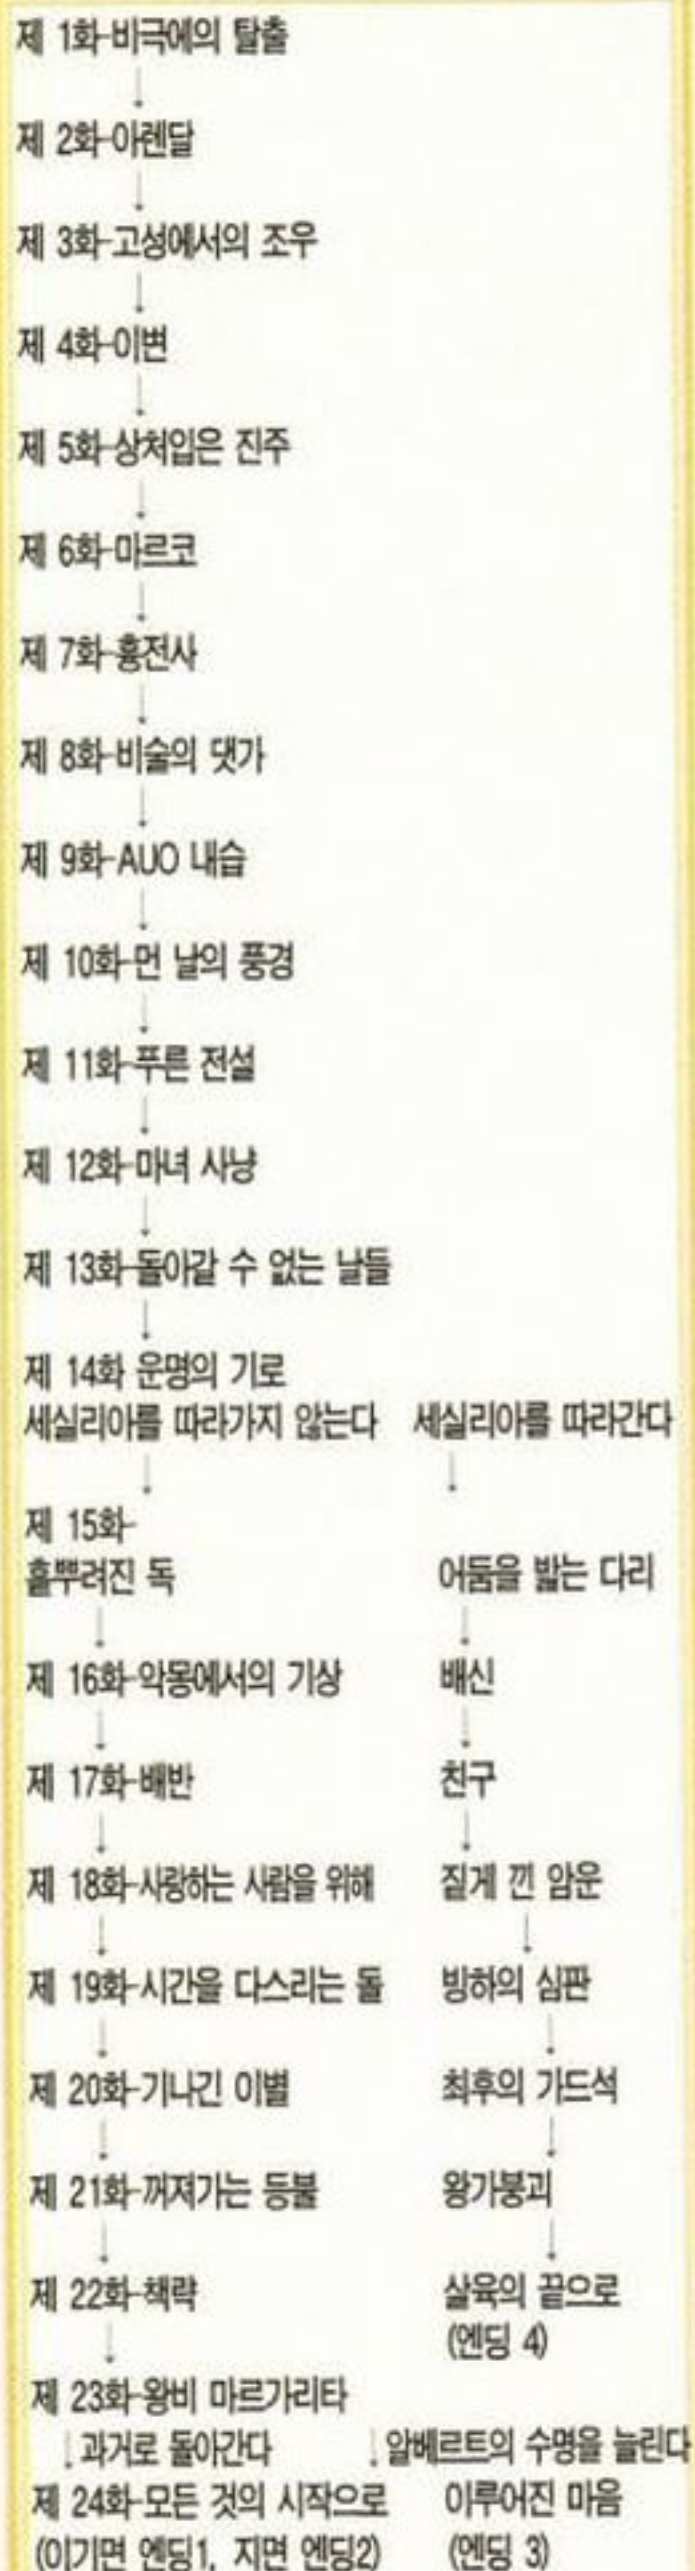 제 1화-비극에의 탈출
↓
제 2화-아렌달
↓
제 3화-고성에서의 조우
↓
제 4화-이변
↓
제 5화-상처입은 진주
↓
제 6화-마르코
↓
제 7화-흉전사
↓
제 8화-비술의 댓가
↓
제 9화-AUO 내습
↓
제 10화-먼 날의 풍경
↓
제 11화-푸른 전설
↓
제 12화-마녀 사냥
↓
제 13화-돌아갈 수 없는 날들
↓
제 14화 운명의 기로
세실리아를 따라가지 않는다 세실리아를 따라간다
↓ ↓
제 15화-
흩뿌려진 독 어둠을 밟는 다리
↓ ↓
제 16화-악몽에서의 기상 배신
↓ ↓
제 17화-배반 친구
↓ ↓
제 18화-사랑하는 사람을 위해 짙게 낀 암운
↓ ↓
제 19화-시간을 다스리는 돌 빙하의 심판
↓ ↓
제 20화-기나긴 이별 최후의 가드석
↓ ↓
제 21화-꺼져가는 등불 왕가붕괴
↓ ↓
제 22화-책략 살육의 끝으로
↓ (엔딩 4)
제 23화-왕비 마르가리타
↓과거로 돌아간다 ↓알베르트의 수명을 늘린다
제 24화-모든 것의 시작으로 이루어진 마음
(이기면 엔딩1, 지면 엔딩2) (엔딩 3)